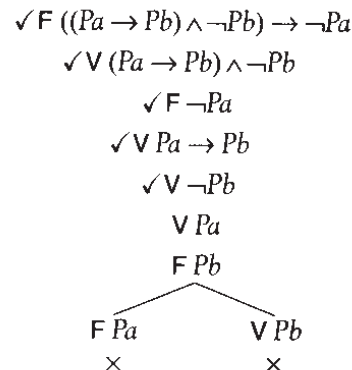 ✓ F ((Pa → Pb) ∧ ¬Pb) → ¬Pa
✓ V (Pa → Pb) ∧ ¬Pb
✓ F ¬Pa
✓ V Pa → Pb
✓ V ¬Pb
V Pa
F Pb
F Pa V Pb
× ×